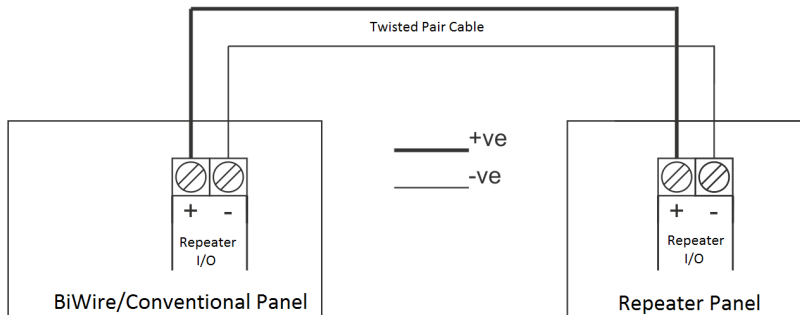 Twisted Pair Cable
+ve
-ve
+ -
Repeater
I/O
BiWire/Conventional Panel
+ -
Repeater
I/O
Repeater Panel